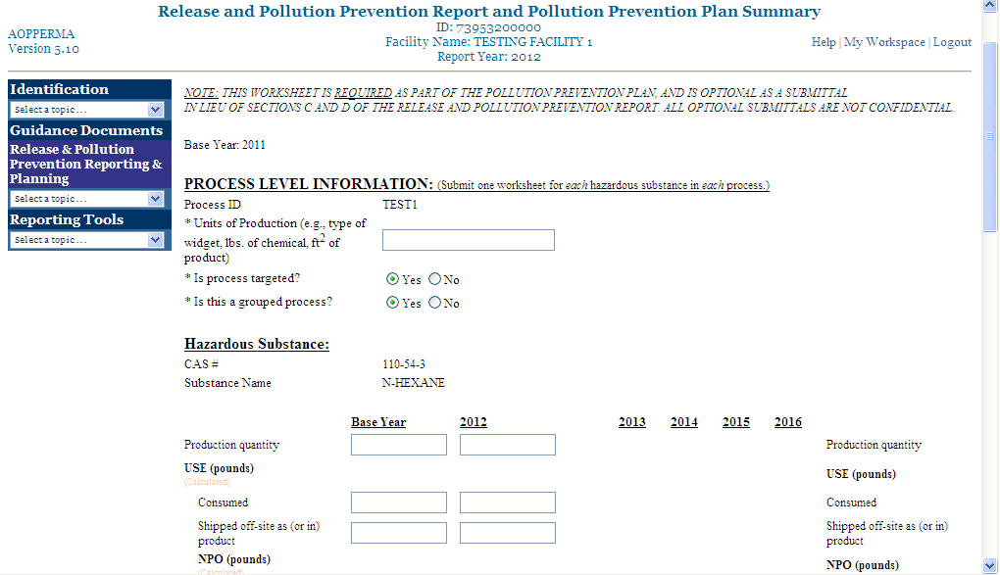 Release and Pollution Prevention Report and Pollution Prevention Plan Summary
ID: 73953200000
AOPPERMA
Version 5.10
Facility Name: TESTING FACILITY 1
Help | My Workspace | Logout
Report Year: 2012
Identification
Select a topic...
Guidance Documents
Release & Pollution
Prevention Reporting &
Planning
Select a topic...
Reporting Tools
Select a topic...
NOTE: THIS WORKSHEET IS REQUIRED AS PART OF THE POLLUTION PREVENTION PLAN, AND IS OPTIONAL AS A SUBMITTAL
IN LIEU OF SECTIONS C AND D OF THE RELEASE AND POLLUTION PREVENTION REPORT. ALL OPTIONAL SUBMITTALS ARE NOT CONFIDENTIAL.
Base Year: 2011
PROCESS LEVEL INFORMATION: (Submit one worksheet for each hazardous substance in each process.)
Process ID TEST1
* Units of Production (e.g., type of
widget, lbs. of chemical, ft2 of
product)
* Is process targeted? Yes No
* Is this a grouped process? Yes No
Hazardous Substance:
CAS # 110-54-3
Substance Name N-HEXANE
Base Year 2012 2013 2014 2015 2016
Production quantity Production quantity
USE (pounds) USE (pounds)
(Calculated)
Consumed Consumed
Shipped off-site as (or in) Shipped off-site as (or in)
product product
NPO (pounds) NPO (pounds)
(Calculated)